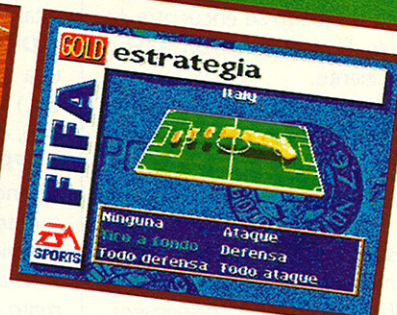 GOLD estrategia
Italy
FIFA
Ninguna Ataque
Tiro a fondo Defensa
Todo defensa Todo ataque
EA
SPORTS